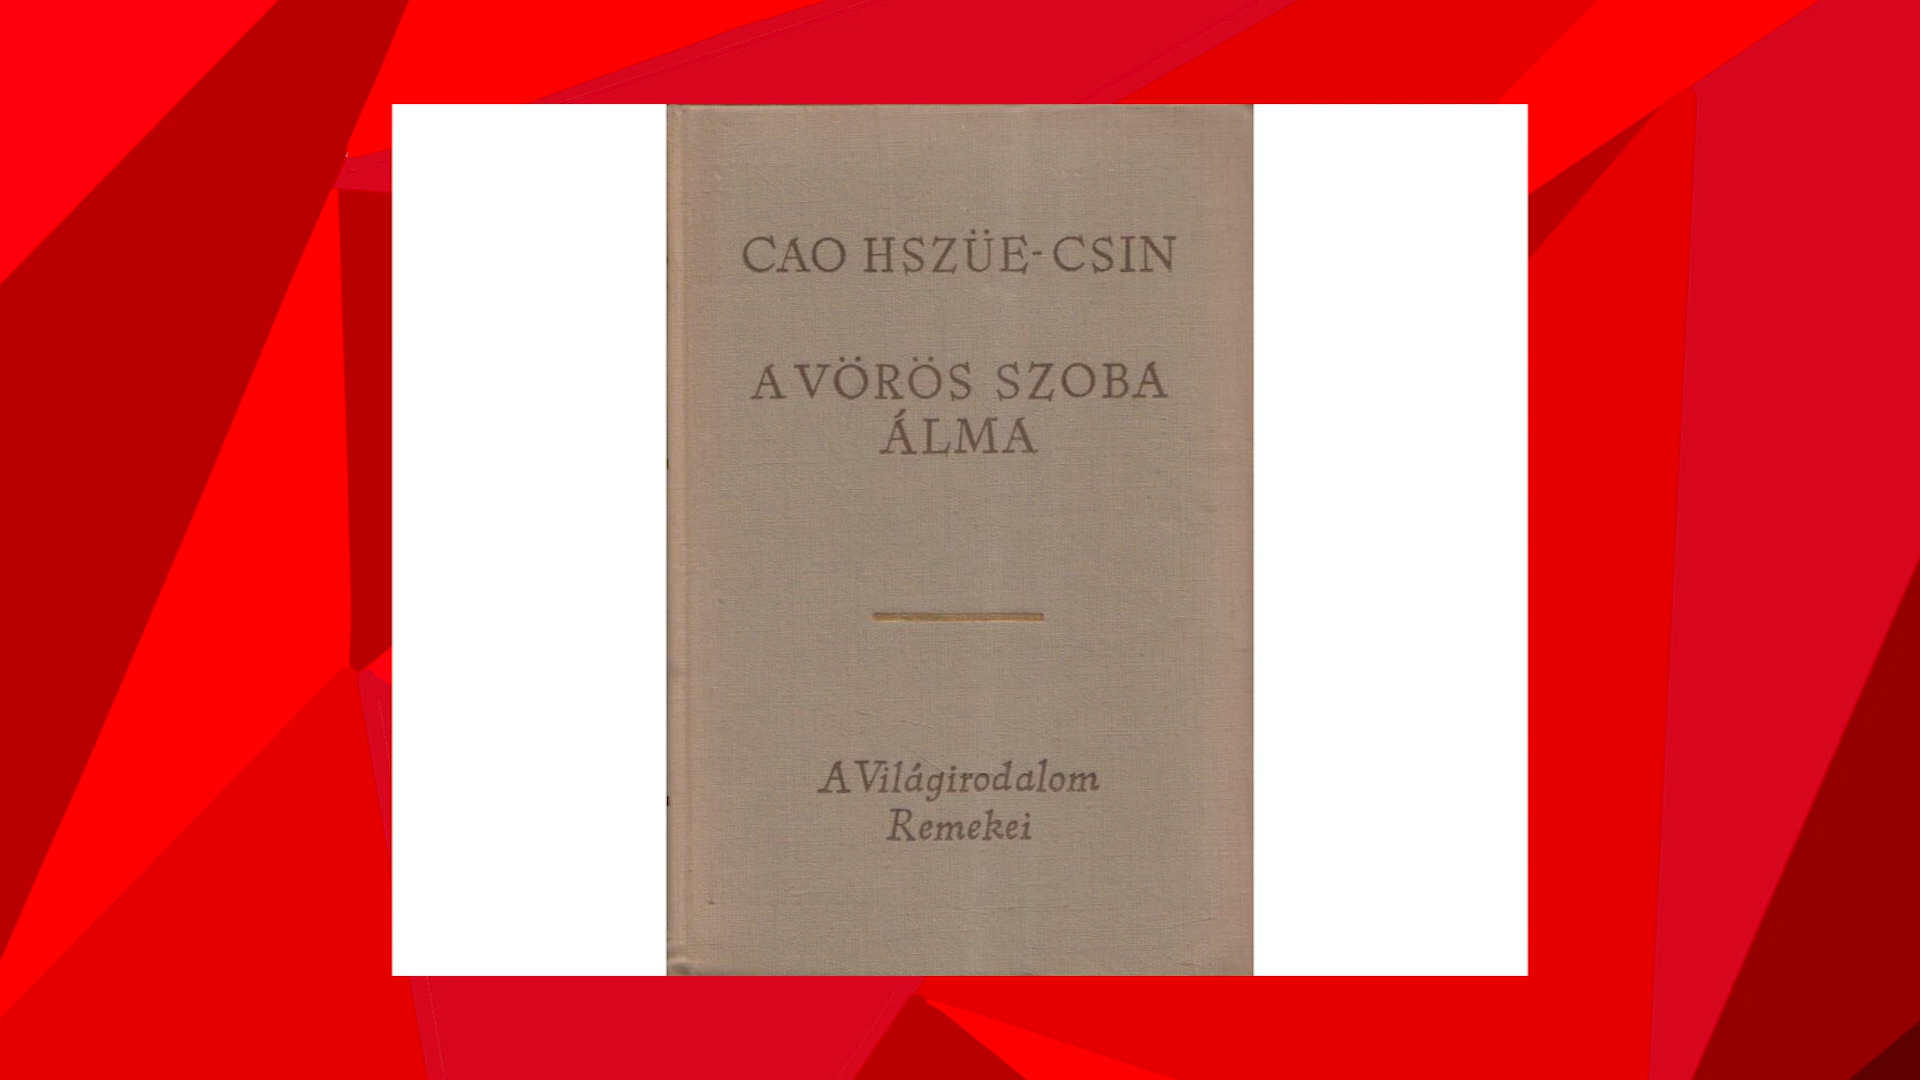 CAO HSZÜE-CSIN
A VÖRÖS SZOBA
ÁLMA
A Világirodalom
Remekei